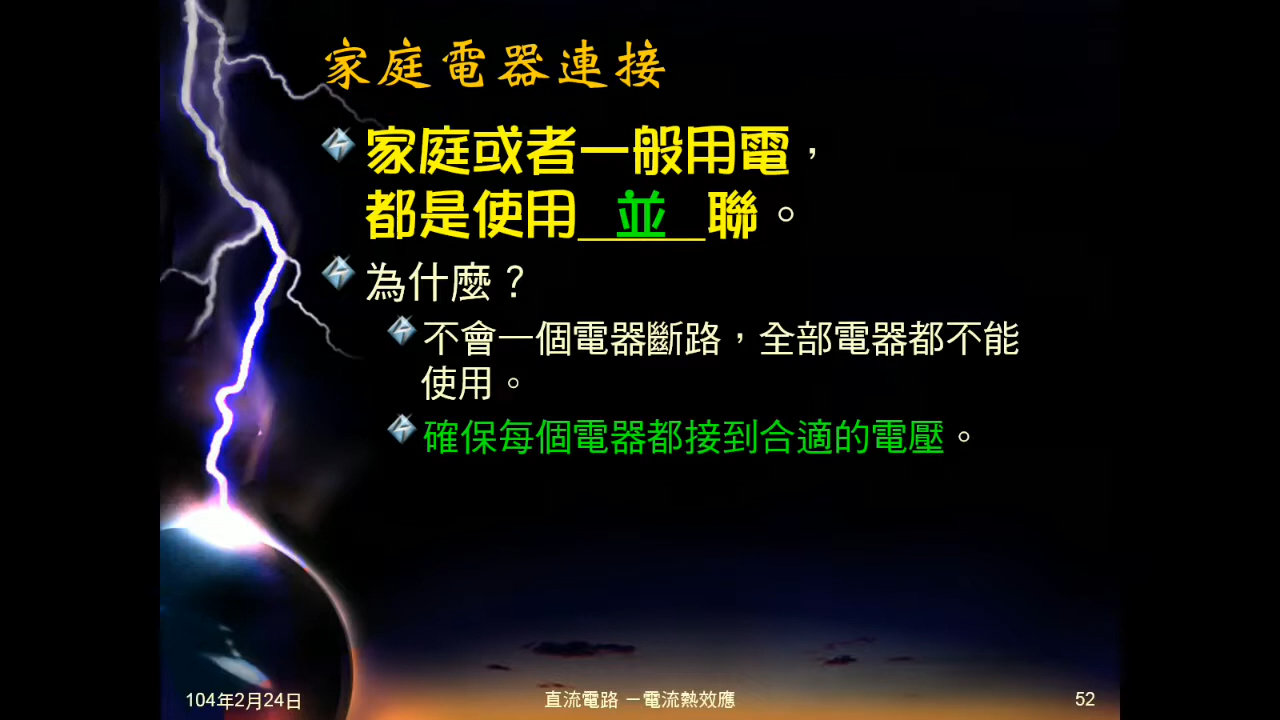 家庭電器連接
家庭或者一般用電，
都是使用__並__聯。
為什麼？
不會一個電器斷路，全部電器都不能
使用。
確保每個電器都接到合適的電壓。
104年2月24日
直流電路 －電流熱效應
52